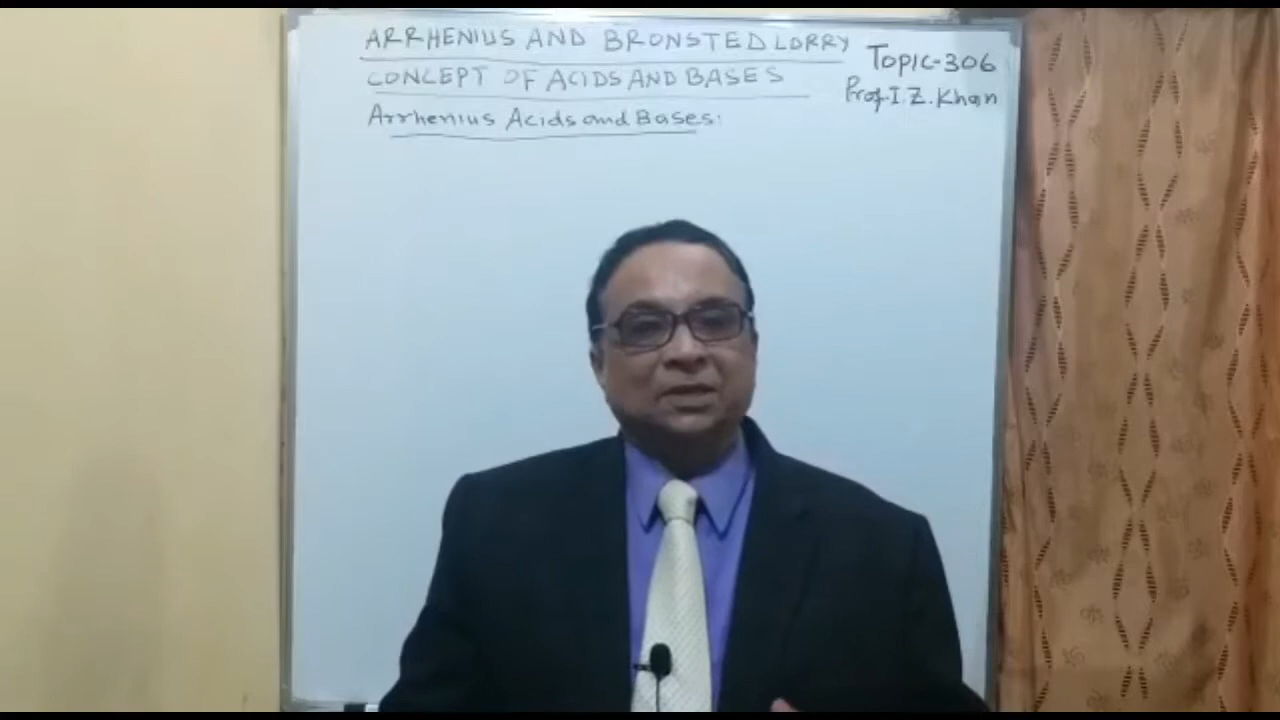 ARRHENIUS AND BRONSTED LORRY
CONCEPT OF ACIDS AND BASES
Arrhenius Acids and Bases:
TOPIC-306
Prof. I. Z. Khan